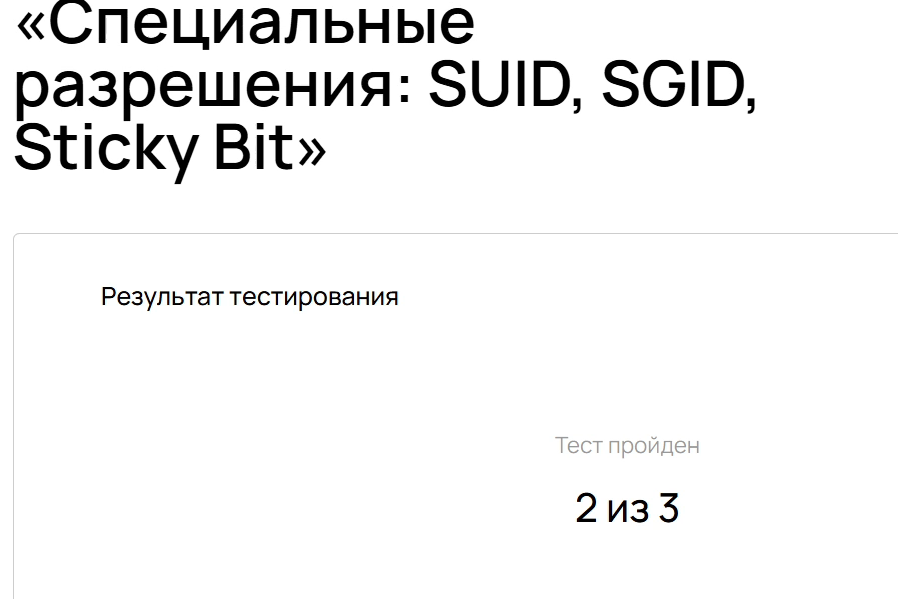 «Специальные
разрешения: SUID, SGID,
Sticky Bit»
Результат тестирования
Тест пройден
2 из 3